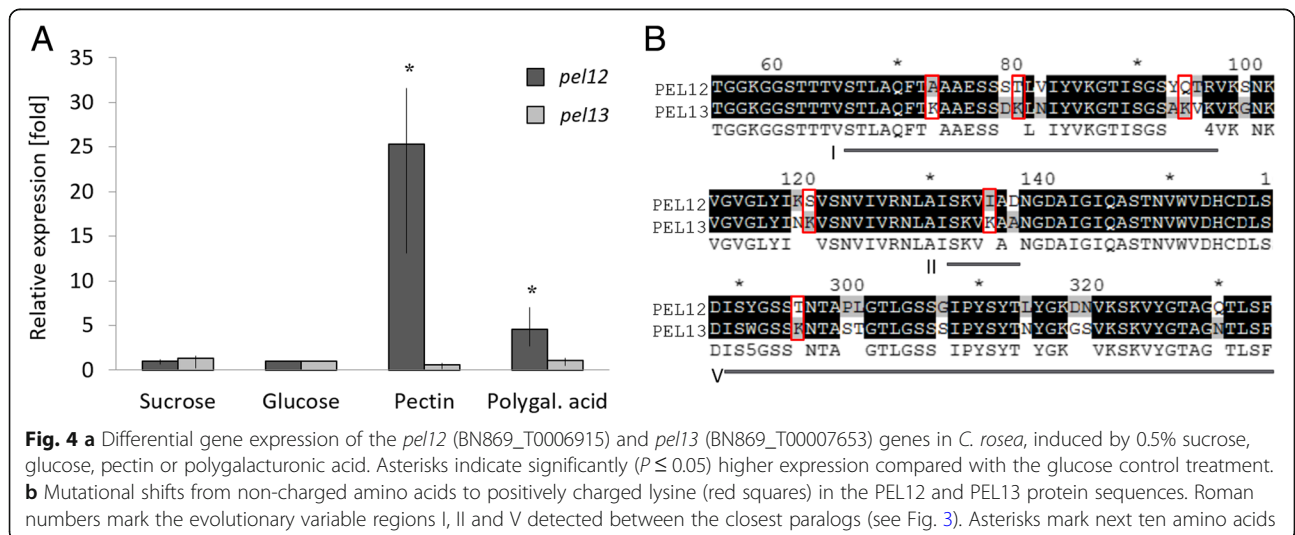 A
Relative expression [fold]
35
30
25
20
15
10
5
0
*
*
pel12
pel13
Sucrose Glucose Pectin Polygal. acid
B
60 * 80 * 100
PEL12 TGGKGGSTTTVSTLAQFTAAAESSSTLVIYVKGTISGSYQTRVKSNK
PEL13 TGGKGGSTTTVSTLAQFTKAAESSDKLNIYVKGTISGSAKVKVKGNK
TGGKGGSTTTVSTLAQFT AAESS L IYVKGTISGS 4VK NK
I
120 * 140 * 1
PEL12 VGVGLYIKSVSNVIVRNLAISKVIADNGDAIGIQASTNVWVDHCDLS
PEL13 VGVGLYINKVSNVIVRNLAISKVKAANGDAIGIQASTNVWVDHCDLS
VGVGLYI VSNVIVRNLAISKV A NGDAIGIQASTNVWVDHCDLS
II
* 300 * 320 *
PEL12 DISYGSSTNTAPLGTLGSSGIPYSYTLYGKDNVKSKVYGTAGQTLSF
PEL13 DISWGSSKNTASTGTLGSSSIPYSYTNYGKGSVKSKVYGTAGNTLSF
DIS5GSS NTA GTLGSS IPYSYT YGK VKSKVYGTAG TLSF
V
Fig. 4 a Differential gene expression of the pel12 (BN869_T0006915) and pel13 (BN869_T00007653) genes in C. rosea, induced by 0.5% sucrose,
glucose, pectin or polygalacturonic acid. Asterisks indicate significantly (P ≤ 0.05) higher expression compared with the glucose control treatment.
b Mutational shifts from non-charged amino acids to positively charged lysine (red squares) in the PEL12 and PEL13 protein sequences. Roman
numbers mark the evolutionary variable regions I, II and V detected between the closest paralogs (see Fig. 3). Asterisks mark next ten amino acids